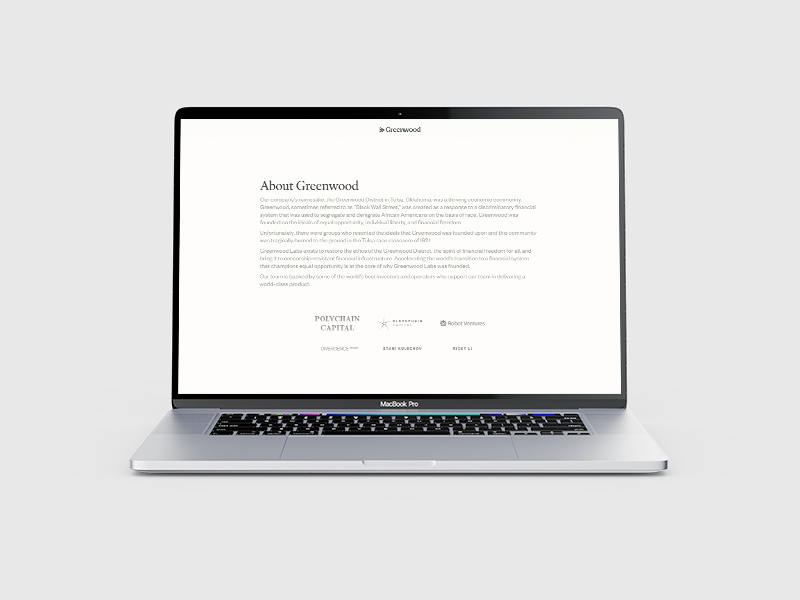 Greenwood
About Greenwood
Our company's namesake, the Greenwood District in Tulsa, Oklahoma, was a thriving economic community.
Greenwood, sometimes referred to as "Black Wall Street," was created as a response to a discriminatory financial
system that was used to segregate and denigrate African Americans on the basis of race. Greenwood was
founded on the ideals of equal opportunity, individual liberty, and financial freedom.
Unfortunately, there were groups who resented the ideals that Greenwood was founded upon and the community
was tragically burned to the ground in the Tulsa race massacre of 1921.
Greenwood Labs exists to restore the ethos of the Greenwood District, the spirit of financial freedom for all, and
bring it to censorship-resistant financial infrastructure. Accelerating the world's transition to a financial system
that champions equal opportunity is at the core of why Greenwood Labs was founded.
Our team is backed by some of the world's best investors and operators who support our team in delivering a
world-class product.
POLYCHAIN
CAPITAL
BLOCKCHAIN
CAPITAL
Robot Ventures
DIVERGENCE
STANI KULECHOV
RICKY LI
MacBook Pro